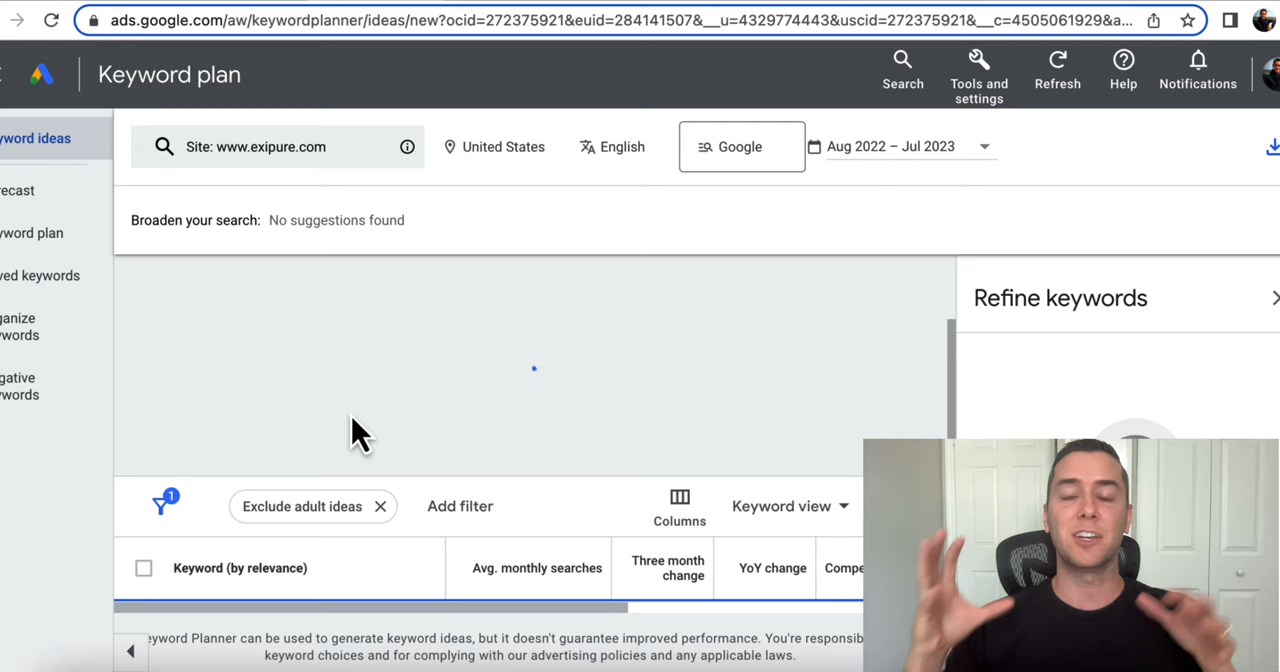 ads.google.com/aw/keywordplanner/ideas/new?ocid=272375921&euid=284141507&__u=4329774443&uscid=272375921&__c=4505061929&a...
Keyword plan
Search
Tools and
settings
Refresh
Help
Notifications
yword ideas
recast
yword plan
ved keywords
ganize
ywords
gative
ywords
Site: www.exipure.com
United States
English
Google
Aug 2022 – Jul 2023
Broaden your search: No suggestions found
Refine keywords
1
Exclude adult ideas
Add filter
Columns
Keyword view
Keyword (by relevance)
Avg. monthly searches
Three month
change
YoY change
Compe
eyword Planner can be used to generate keyword ideas, but it doesn't guarantee improved performance. You're responsib
keyword choices and for complying with our advertising policies and any applicable laws.